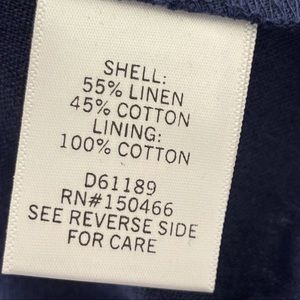 SHELL:
55% LINEN
45% COTTON
LINING:
100% COTTON
D61189
RN#150466
SEE REVERSE SIDE
FOR CARE